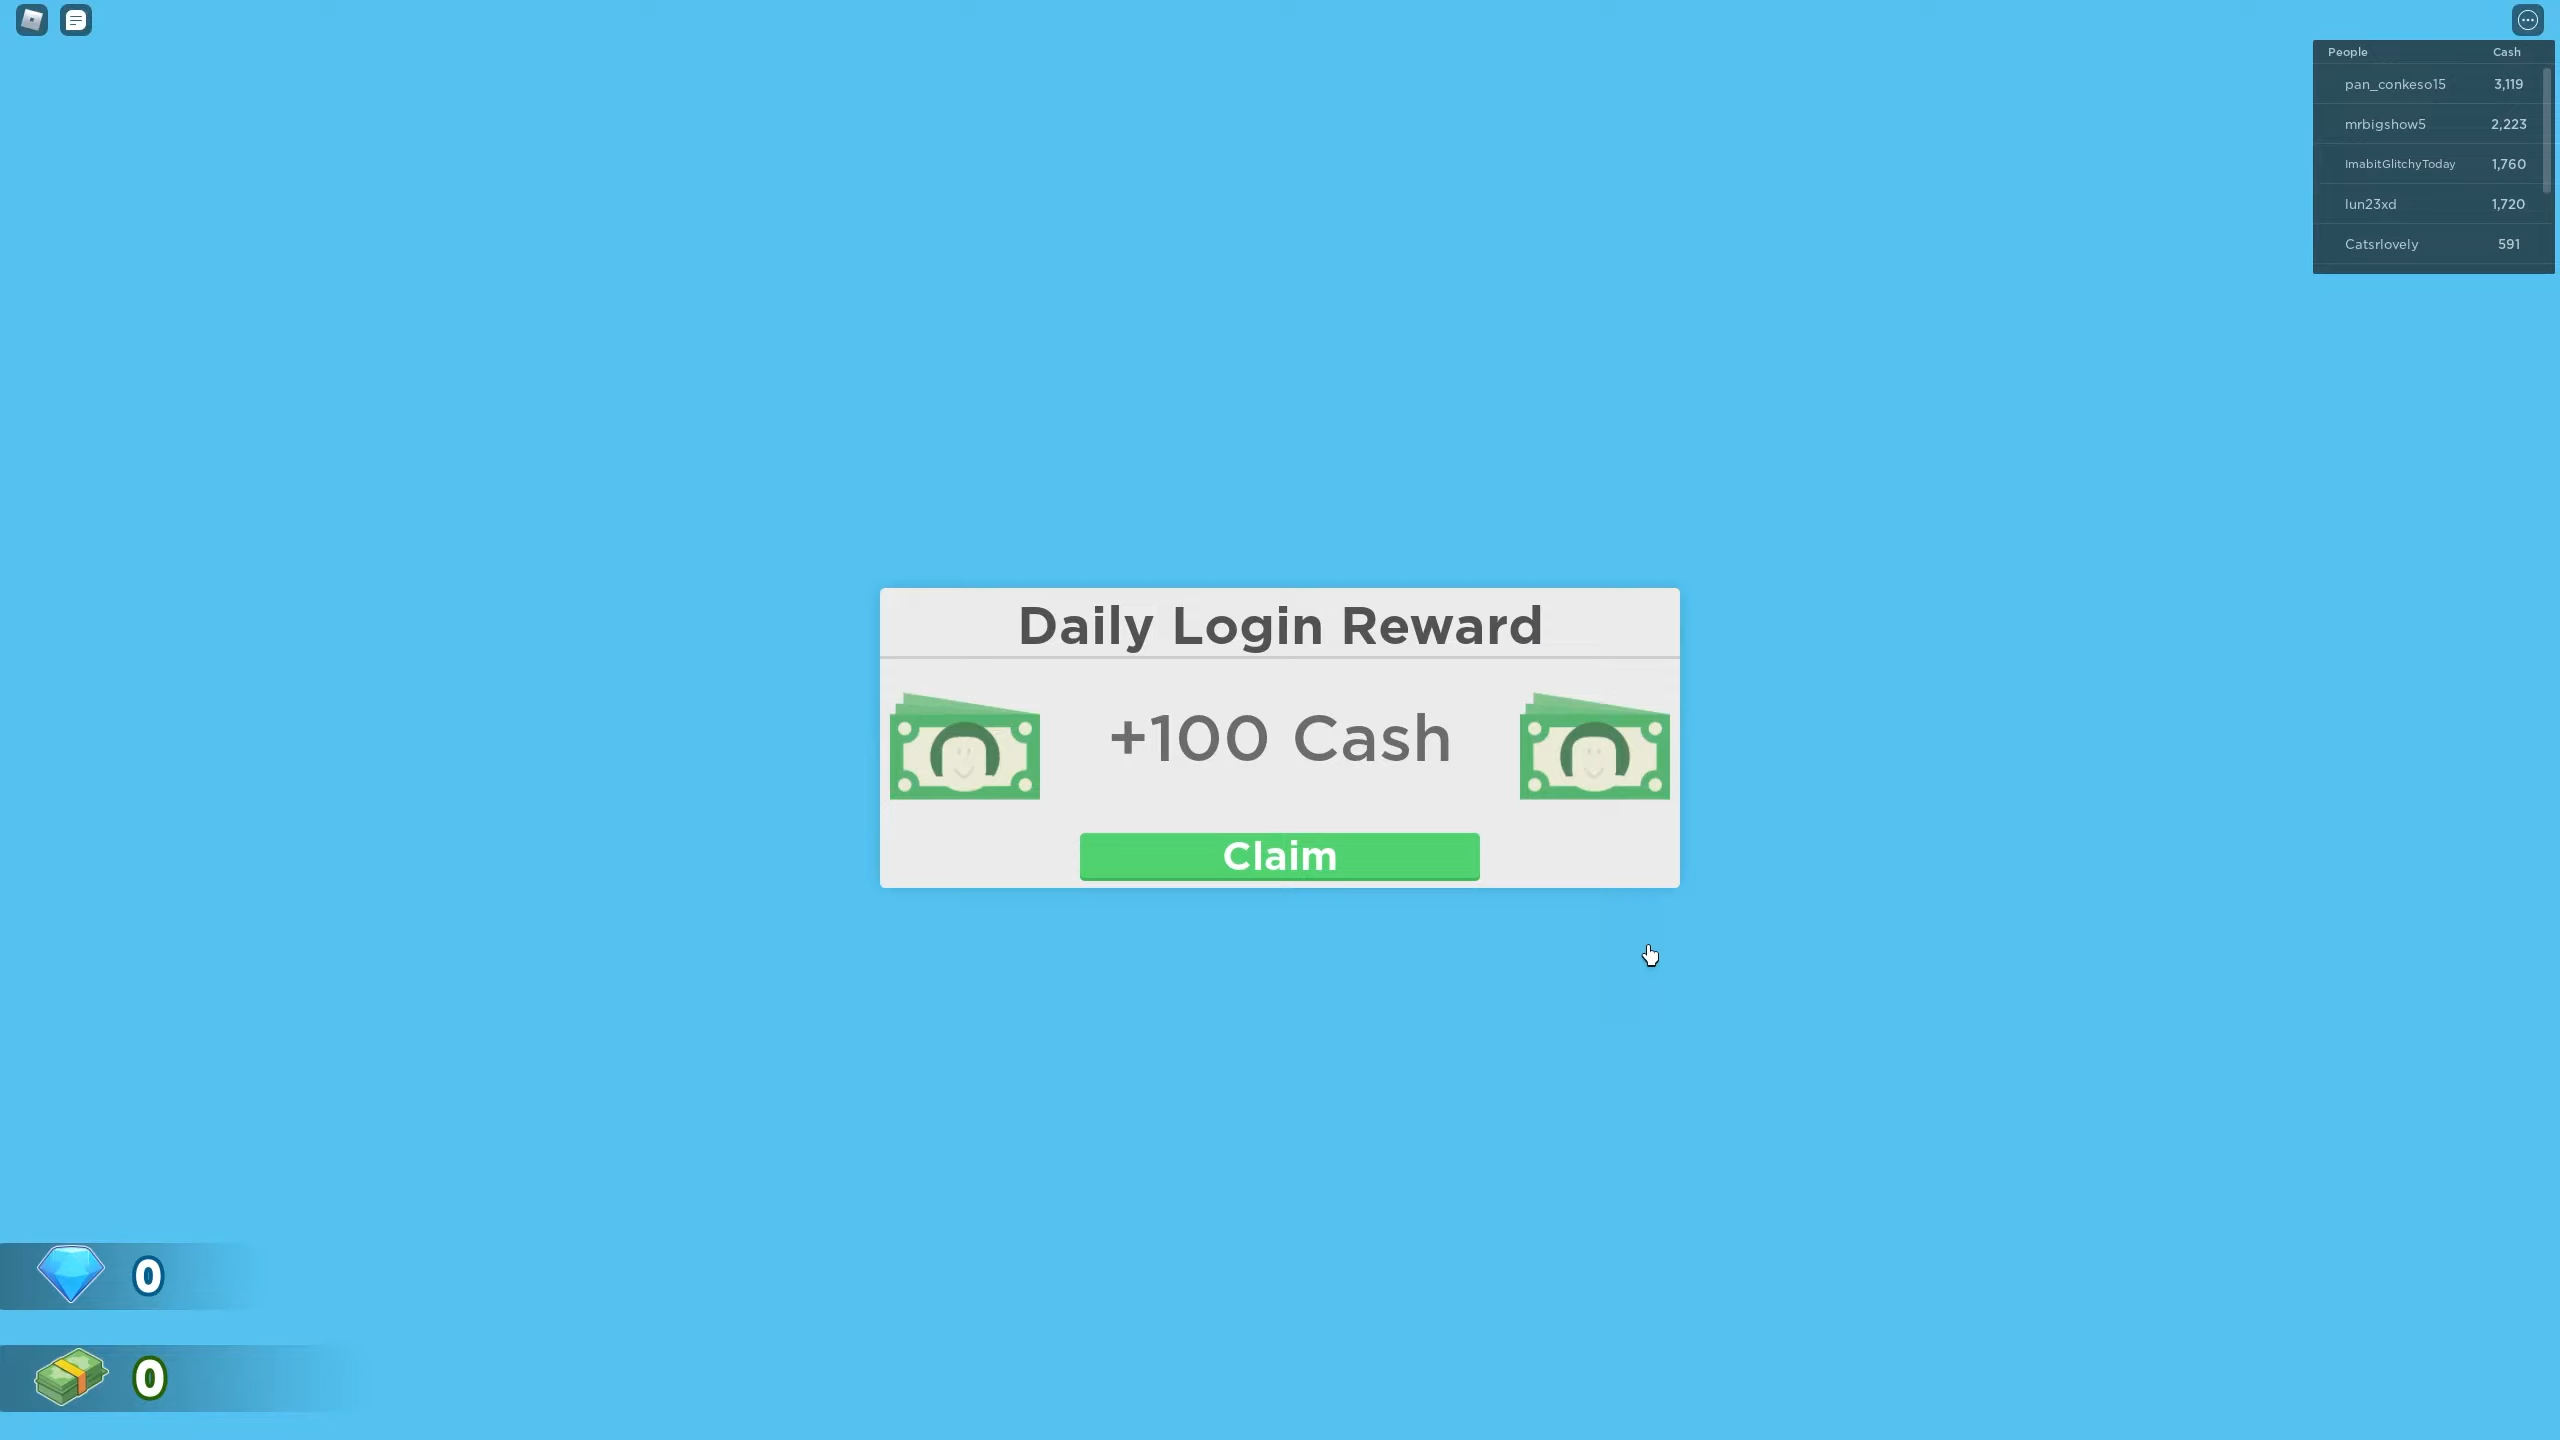 People Cash
pan_conkeso15 3,119
mrbigshow5 2,223
ImabitGlitchyToday 1,760
lun23xd 1,720
Catsrlovely 591
Daily Login Reward
+100 Cash
Claim
0
0